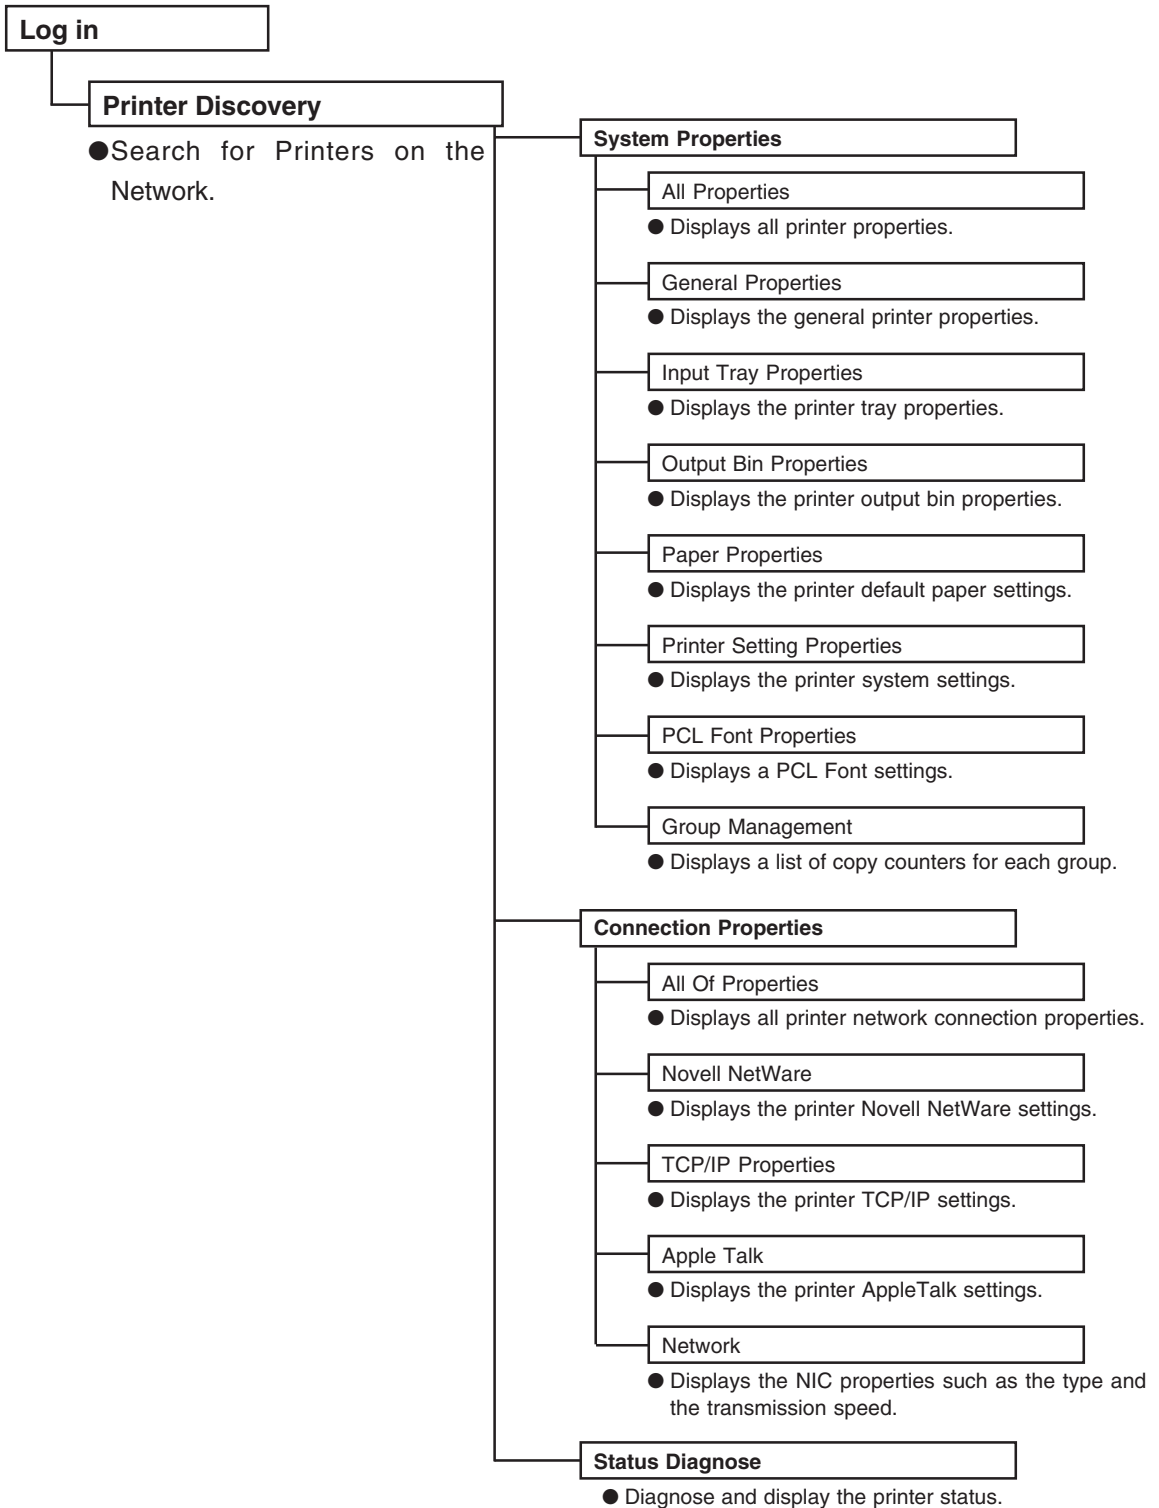 Log in
Printer Discovery
●Search for Printers on the
Network.
System Properties
All Properties
● Displays all printer properties.
General Properties
● Displays the general printer properties.
Input Tray Properties
● Displays the printer tray properties.
Output Bin Properties
● Displays the printer output bin properties.
Paper Properties
● Displays the printer default paper settings.
Printer Setting Properties
● Displays the printer system settings.
PCL Font Properties
● Displays a PCL Font settings.
Group Management
● Displays a list of copy counters for each group.
Connection Properties
All Of Properties
● Displays all printer network connection properties.
Novell NetWare
● Displays the printer Novell NetWare settings.
TCP/IP Properties
● Displays the printer TCP/IP settings.
Apple Talk
● Displays the printer AppleTalk settings.
Network
● Displays the NIC properties such as the type and
the transmission speed.
Status Diagnose
● Diagnose and display the printer status.